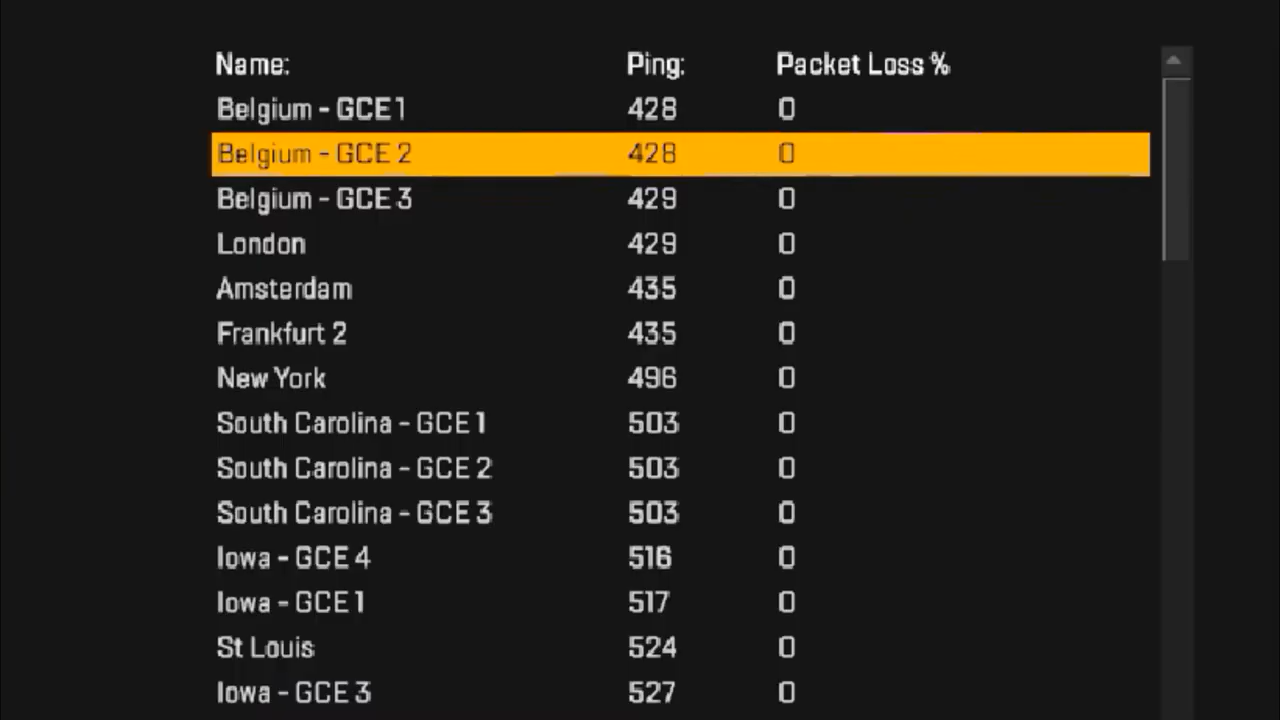 Name: Ping: Packet Loss %
Belgium - GCE 1 428 0
Belgium - GCE 2 428 0
Belgium - GCE 3 429 0
London 429 0
Amsterdam 435 0
Frankfurt 2 435 0
New York 496 0
South Carolina - GCE 1 503 0
South Carolina - GCE 2 503 0
South Carolina - GCE 3 503 0
Iowa - GCE 4 516 0
Iowa - GCE 1 517 0
St Louis 524 0
Iowa - GCE 3 527 0